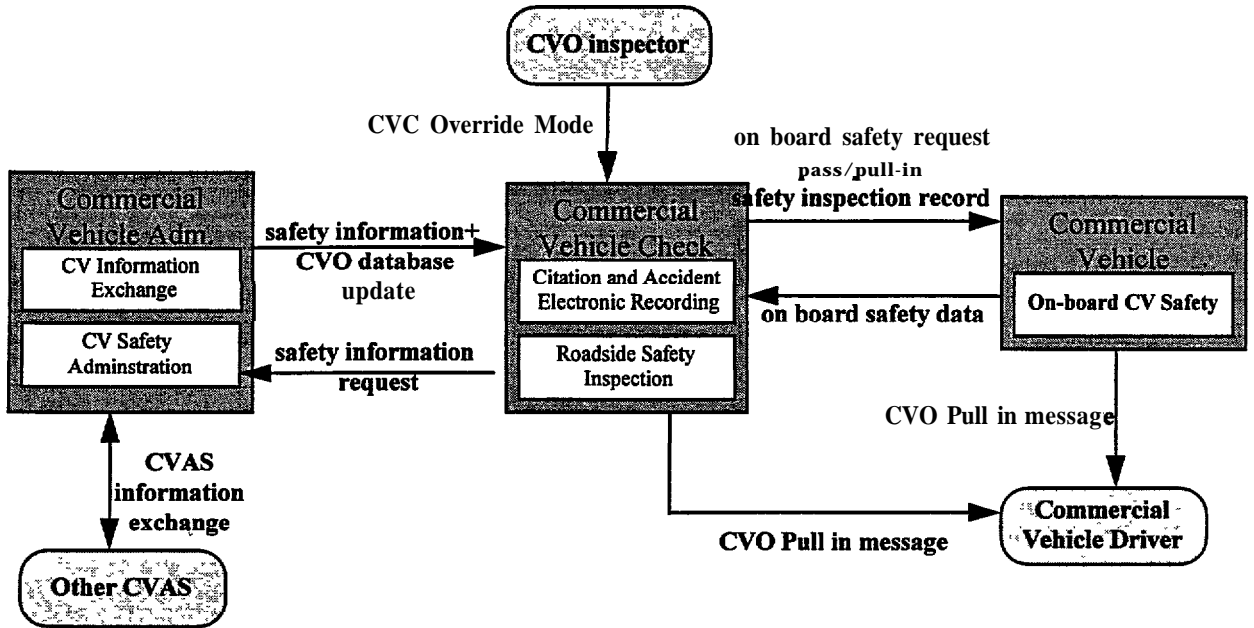 CVO inspector
CVC Override Mode
on board safety request
pass/pull-in
safety inspection record
Commercial
Vehicle Adm.
CV Information
Exchange
CV Safety
Adminstration
safety information+
CVO database
update
safety information
request
Commercial
Vehicle Check
Citation and Accident
Electronic Recording
Roadside Safety
Inspection
on board safety data
Commercial
Vehicle
On-board CV Safety
CVO Pull in message
CVAS
information
exchange
Other CVAS
CVO Pull in message
Commercial
Vehicle Driver